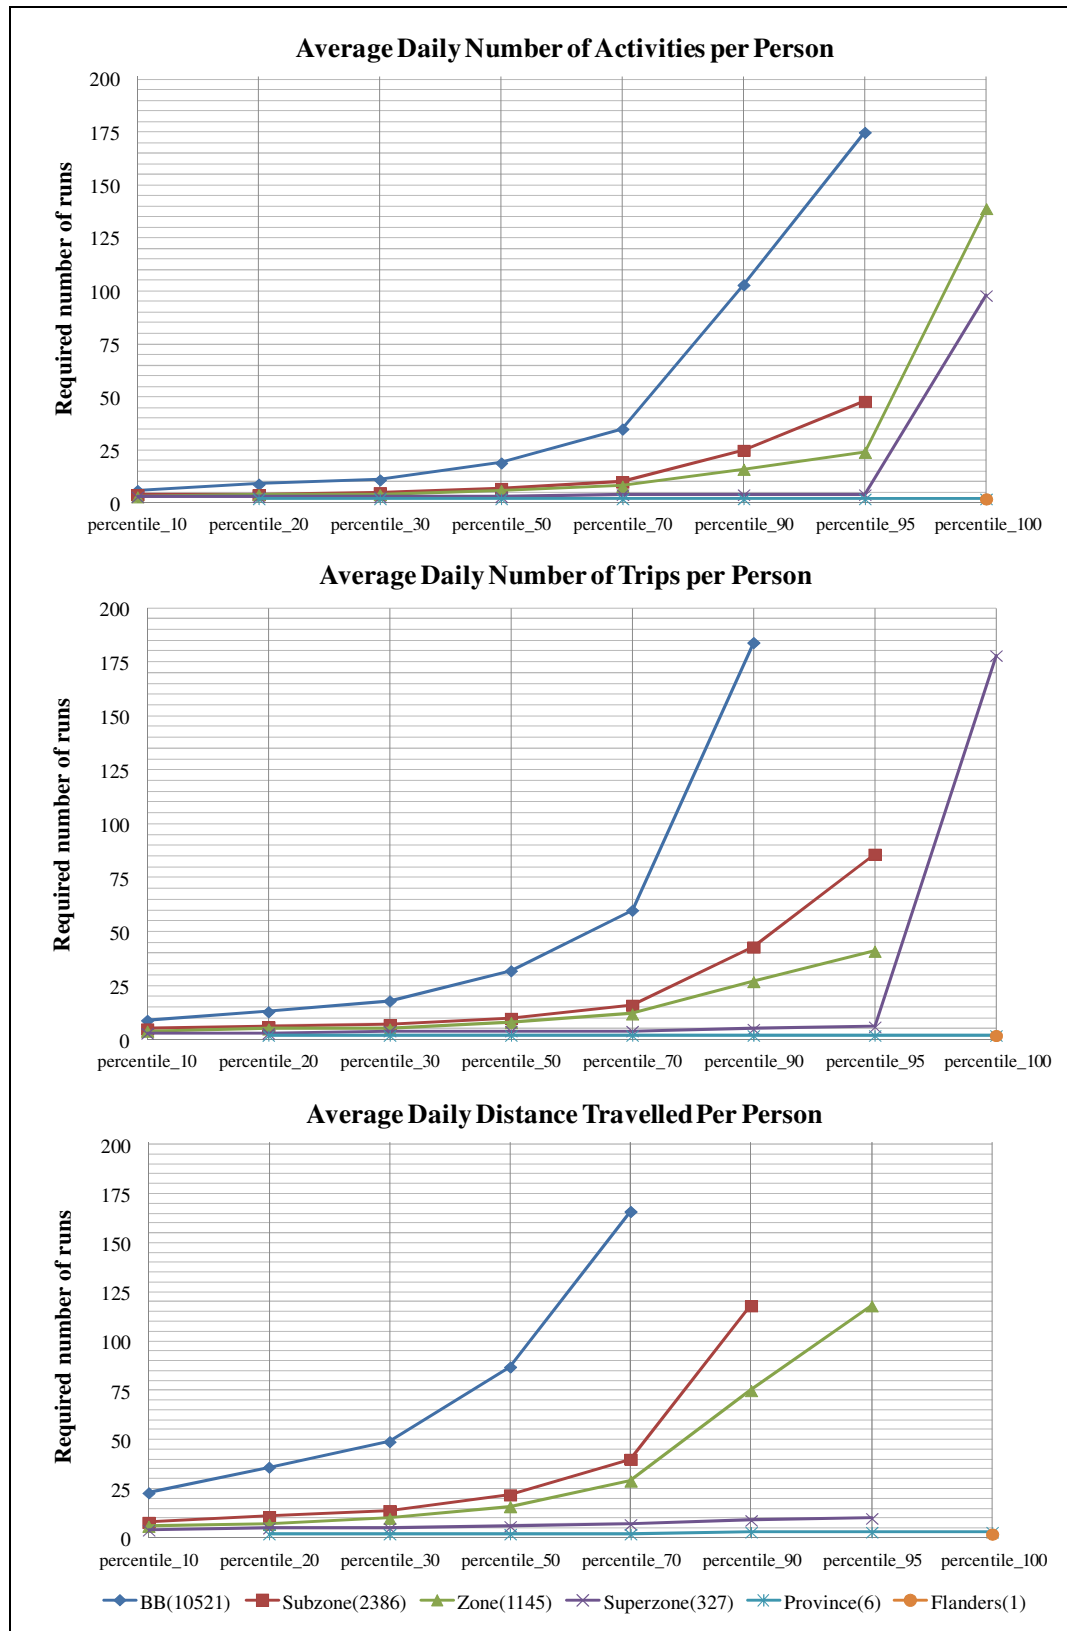 Average Daily Number of Activities per Person
Required number of runs
200
175
150
125
100
75
50
25
0
percentile_10 percentile_20 percentile_30 percentile_50 percentile_70 percentile_90 percentile_95 percentile_100
Average Daily Number of Trips per Person
Required number of runs
200
175
150
125
100
75
50
25
0
percentile_10 percentile_20 percentile_30 percentile_50 percentile_70 percentile_90 percentile_95 percentile_100
Average Daily Distance Travelled Per Person
Required number of runs
200
175
150
125
100
75
50
25
0
percentile_10 percentile_20 percentile_30 percentile_50 percentile_70 percentile_90 percentile_95 percentile_100
BB(10521) Subzone(2386) Zone(1145) Superzone(327) Province(6) Flanders(1)